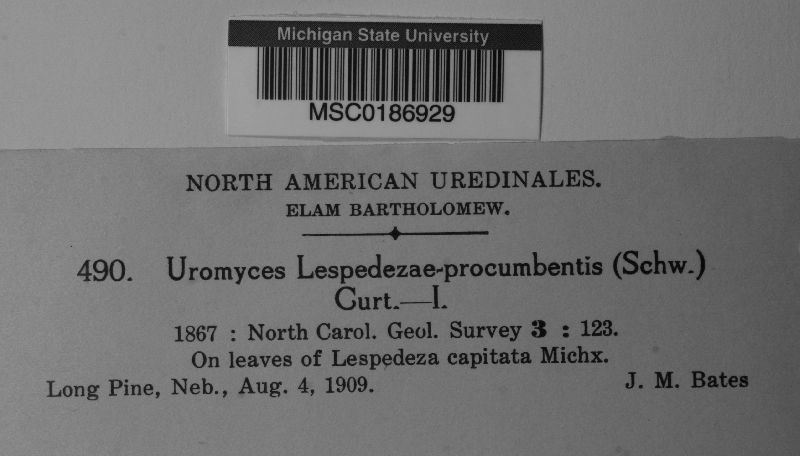 Michigan State University
MSC0186929
NORTH AMERICAN UREDINALES.
ELAM BARTHOLOMEW.
490. Uromyces Lespedezae-procumbentis (Schw.)
Curt.—I.
1867 : North Carol. Geol. Survey 3 : 123.
On leaves of Lespedeza capitata Michx.
Long Pine, Neb., Aug. 4, 1909. J. M. Bates